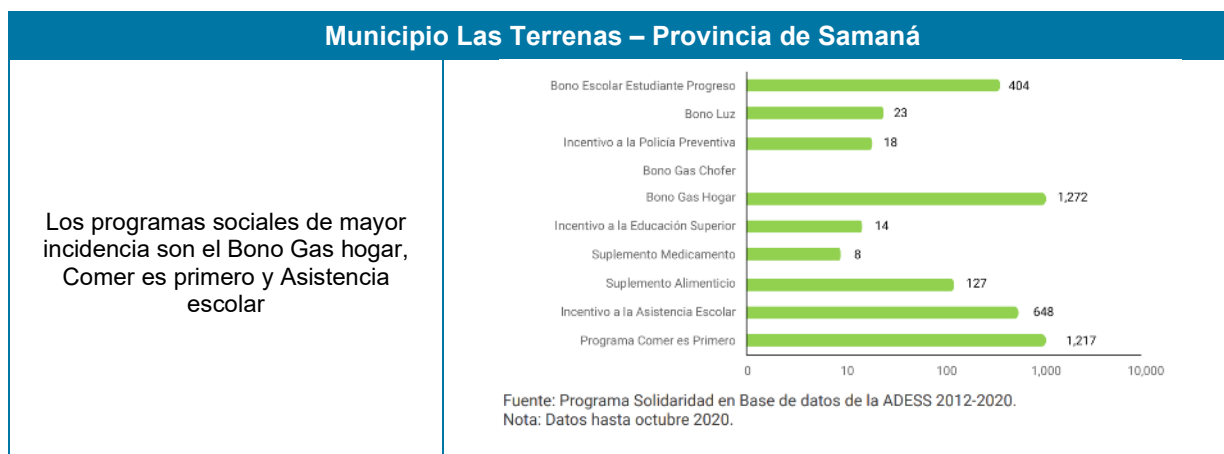 Municipio Las Terrenas – Provincia de Samaná
Los programas sociales de mayor
incidencia son el Bono Gas hogar,
Comer es primero y Asistencia
escolar
Bono Escolar Estudiante Progreso 404
Bono Luz 23
Incentivo a la Policía Preventiva 18
Bono Gas Chofer
Bono Gas Hogar 1,272
Incentivo a la Educación Superior 14
Suplemento Medicamento 8
Suplemento Alimenticio 127
Incentivo a la Asistencia Escolar 648
Programa Comer es Primero 1,217
0 10 100 1,000 10,000
Fuente: Programa Solidaridad en Base de datos de la ADESS 2012-2020.
Nota: Datos hasta octubre 2020.